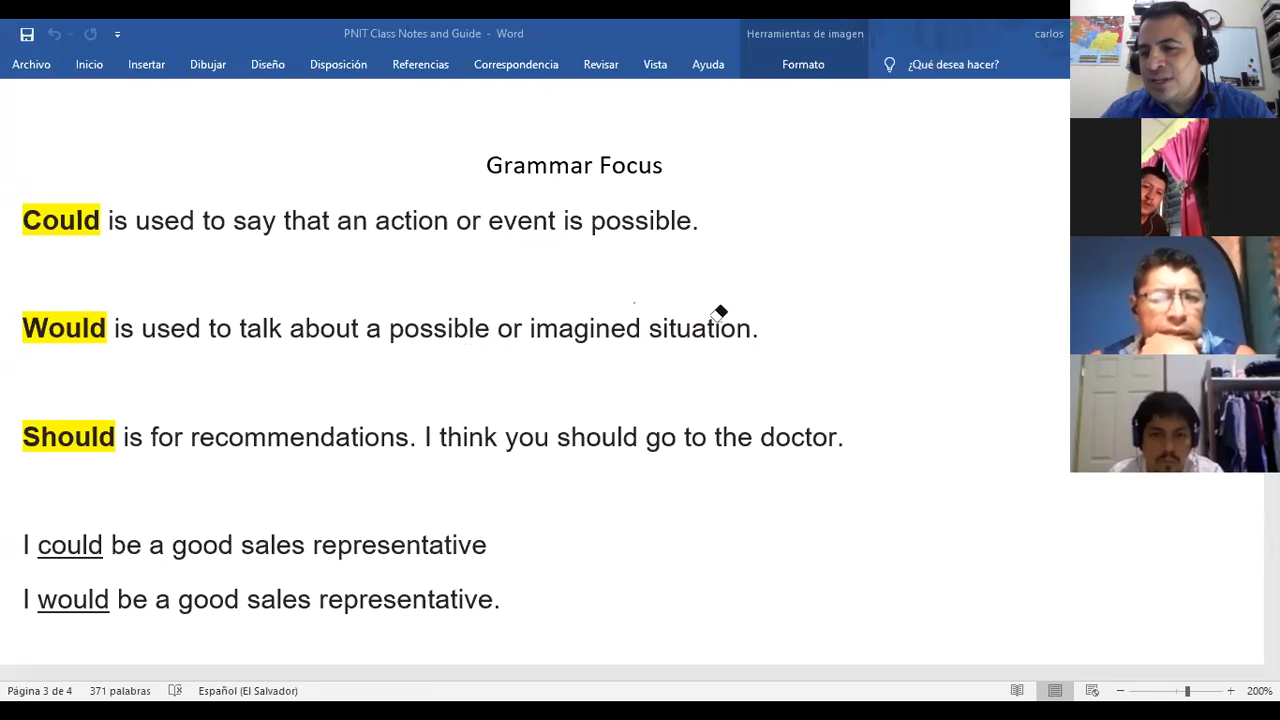 PNIT Class Notes and Guide - Word
Herramientas de imagen
carlos
Archivo Inicio Insertar Dibujar Diseño Disposición Referencias Correspondencia Revisar Vista Ayuda Formato ¿Qué desea hacer?
Grammar Focus
Could is used to say that an action or event is possible.
Would is used to talk about a possible or imagined situation.
Should is for recommendations. I think you should go to the doctor.
I could be a good sales representative
I would be a good sales representative.
Página 3 de 4 371 palabras Español (El Salvador) 200%